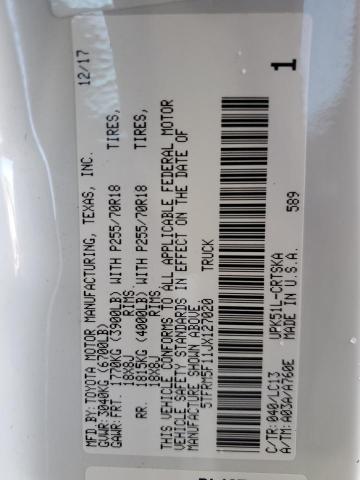 12/17
MFD.BY: TOYOTA MOTOR MANUFACTURING, TEXAS, INC.
GVWR: 3040KG (6700LB)
GAWR: FRT. 1770KG (3900LB) WITH P255/70R18 TIRES,
18X8J RIMS,
RR. 1815KG (4000LB) WITH P255/70R18 TIRES,
18X8J RIMS.
THIS VEHICLE CONFORMS TO ALL APPLICABLE FEDERAL MOTOR
VEHICLE SAFETY STANDARDS IN EFFECT ON THE DATE OF
MANUFACTURE SHOWN ABOVE.
5TFRM5F11JX127020 TRUCK
C/TR: 040/LC13 UPK51L-CRTSKA 589
A/TM: A03A/A760E MADE IN U.S.A.
1